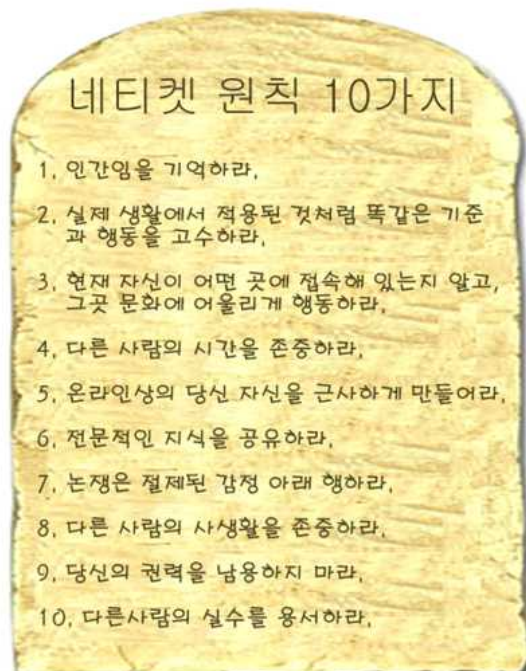 네티켓 원칙 10가지
1, 인간임을 기억하라,
2, 실제 생활에서 적용된 것처럼 똑같은 기준
과 행동을 고수하라,
3, 현재 자신이 어떤 곳에 접속해 있는지 알고,
그곳 문화에 어울리게 행동하라,
4, 다른 사람의 시간을 존중하라,
5, 온라인상의 당신 자신을 근사하게 만들어라,
6, 전문적인 지식을 공유하라,
7, 논쟁은 절제된 감정 아래 행하라,
8, 다른 사람의 사생활을 존중하라,
9, 당신의 권력을 남용하지 마라,
10, 다른사람의 실수를 용서하라,